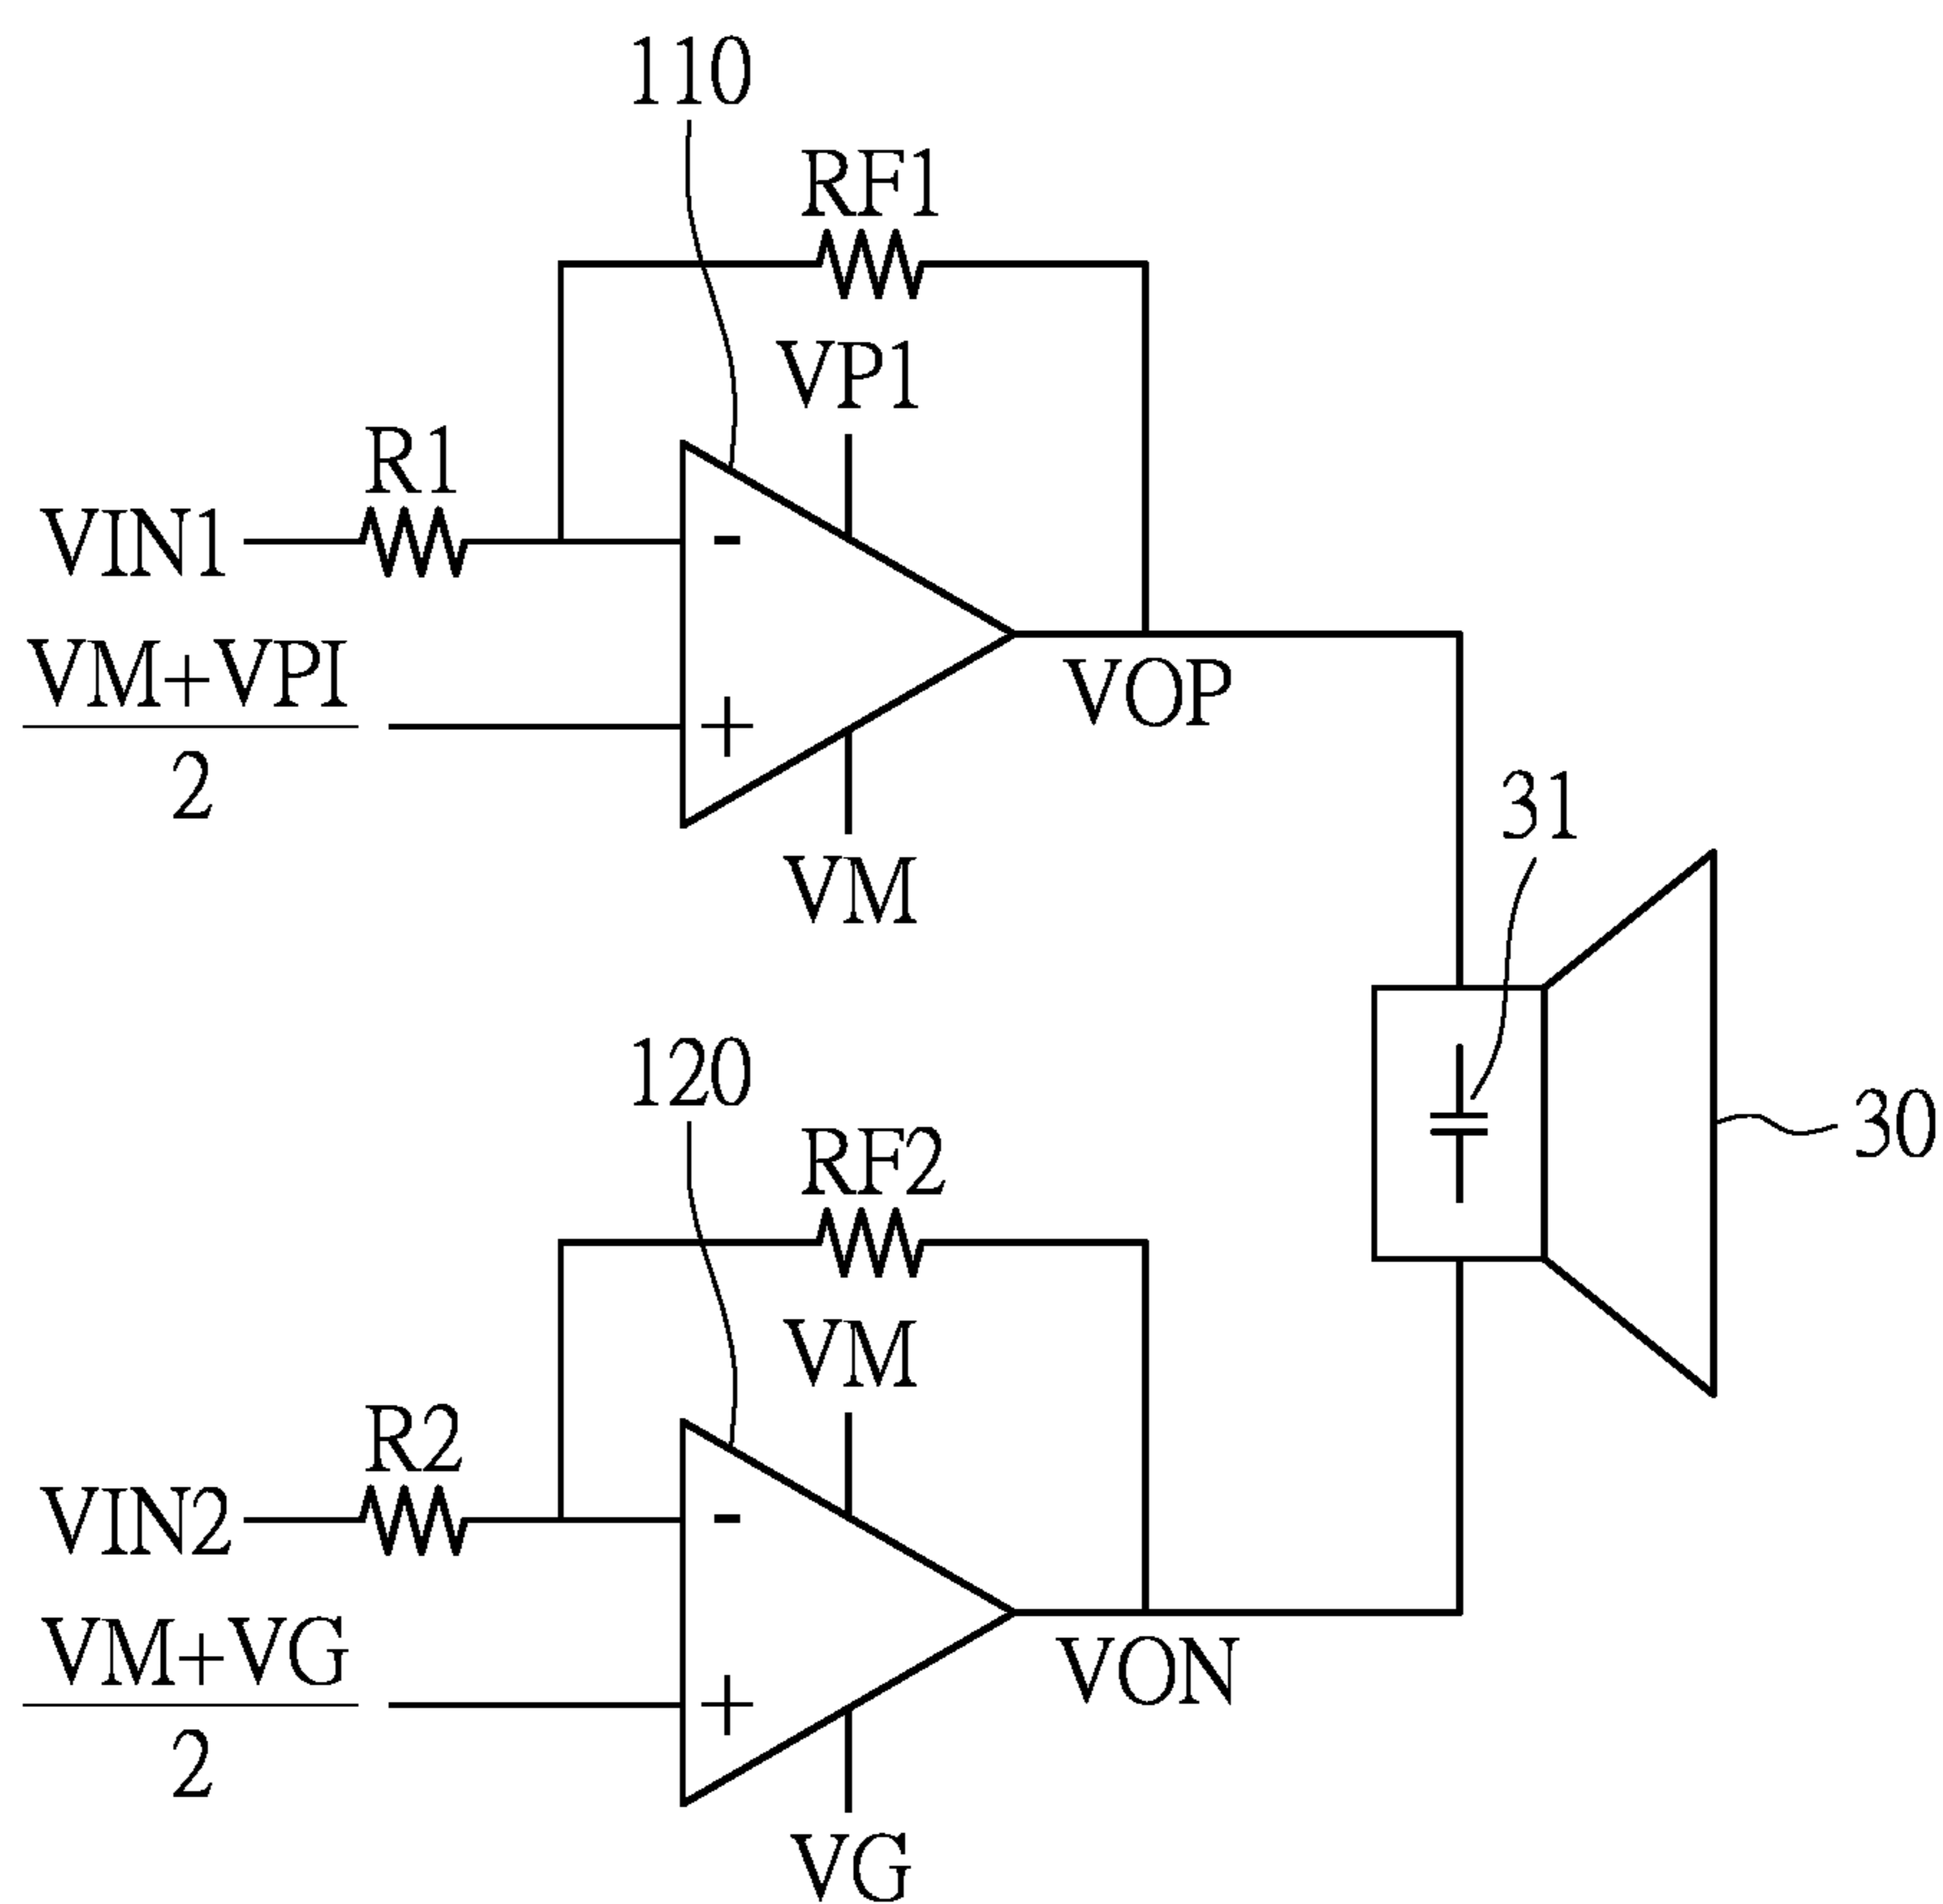 110
RF1
VP1
R1
VIN1
VM+VPI
2
-
+
VOP
VM
31
30
120
RF2
VM
R2
VIN2
VM+VG
2
-
+
VON
VG